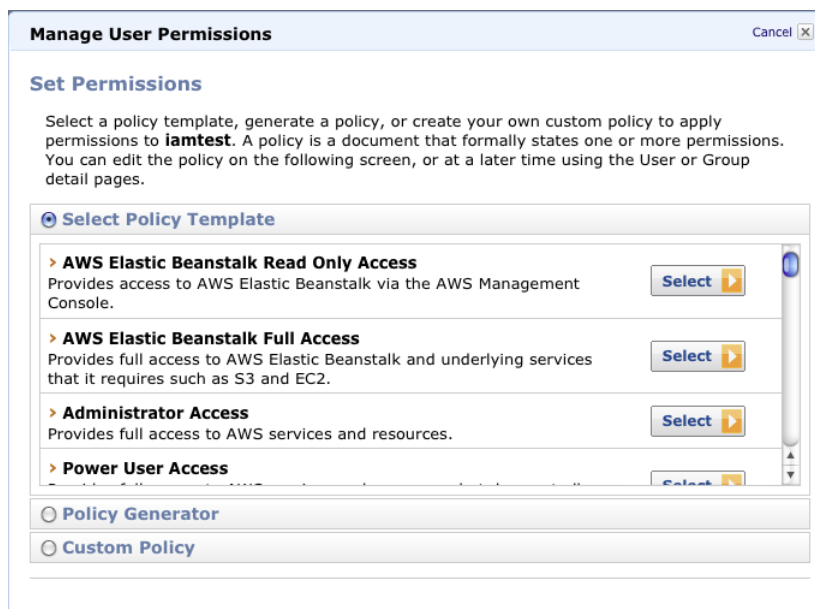 Manage User Permissions
Cancel
Set Permissions
Select a policy template, generate a policy, or create your own custom policy to apply
permissions to iamtest. A policy is a document that formally states one or more permissions.
You can edit the policy on the following screen, or at a later time using the User or Group
detail pages.
Select Policy Template
AWS Elastic Beanstalk Read Only Access
Provides access to AWS Elastic Beanstalk via the AWS Management
Console.
Select
AWS Elastic Beanstalk Full Access
Provides full access to AWS Elastic Beanstalk and underlying services
that it requires such as S3 and EC2.
Select
Administrator Access
Provides full access to AWS services and resources.
Select
Power User Access
Select
Policy Generator
Custom Policy